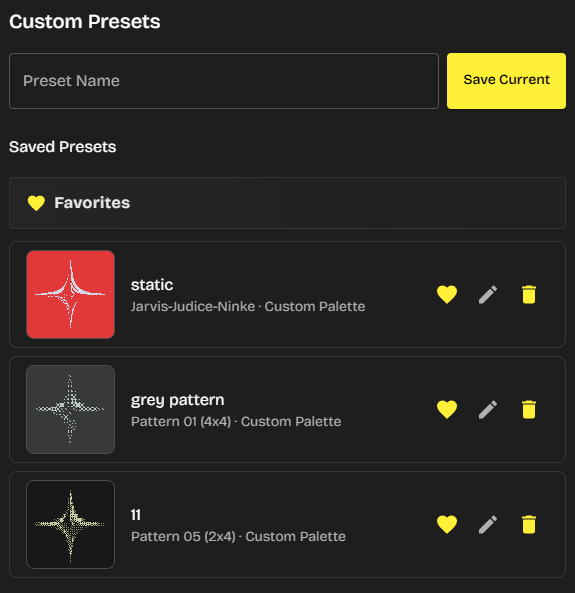 Custom Presets
Preset Name
Save Current
Saved Presets
Favorites
static
Jarvis-Judice-Ninke · Custom Palette
grey pattern
Pattern 01 (4x4) · Custom Palette
11
Pattern 05 (2x4) · Custom Palette